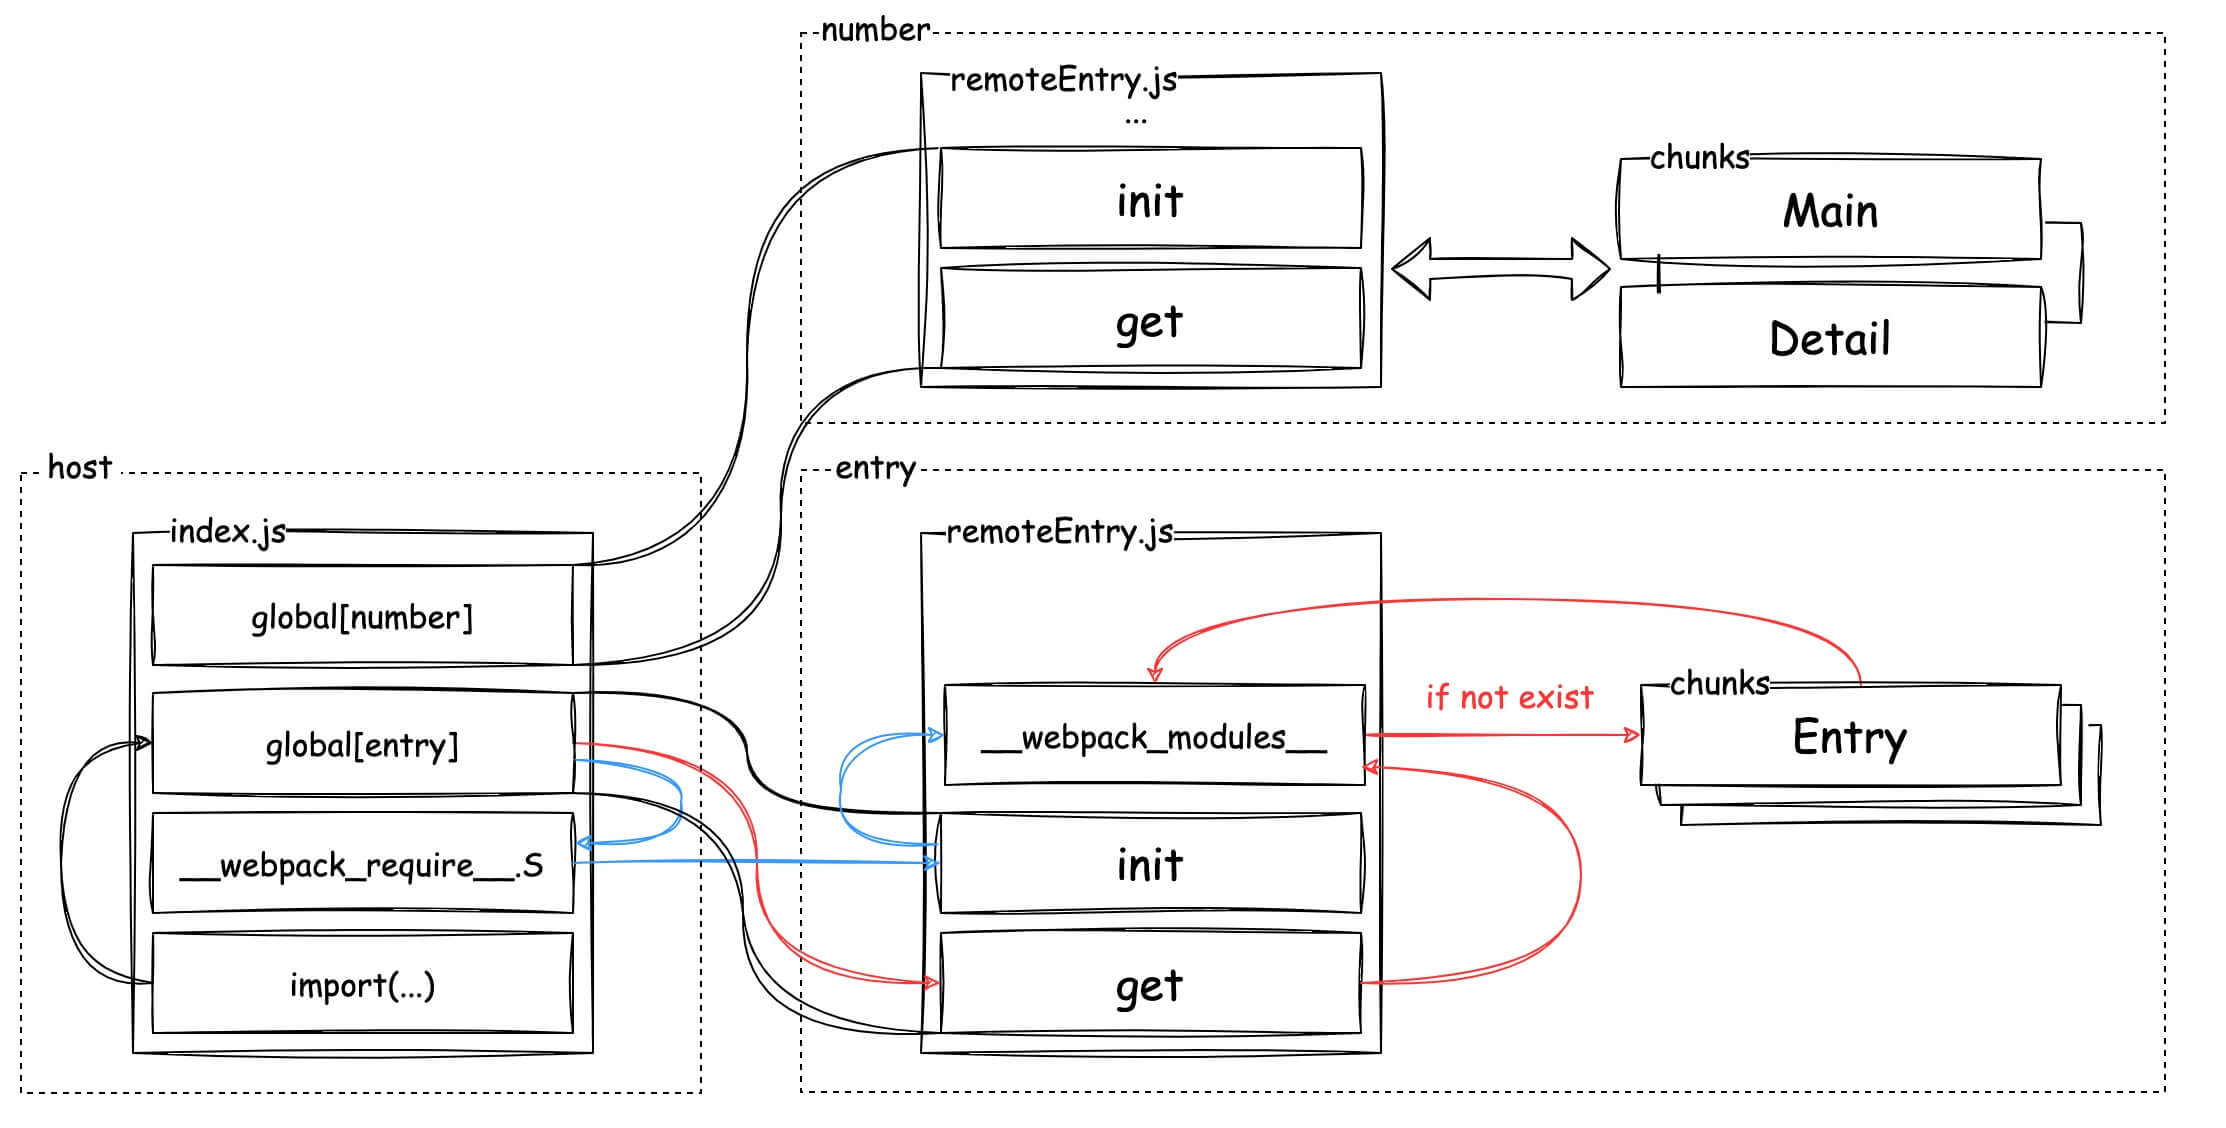 number
remoteEntry.js
...
init
get
chunks
Main
Detail
host
index.js
global[number]
global[entry]
__webpack_require__.S
import(...)
entry
remoteEntry.js
__webpack_modules__
init
get
if not exist
chunks
Entry